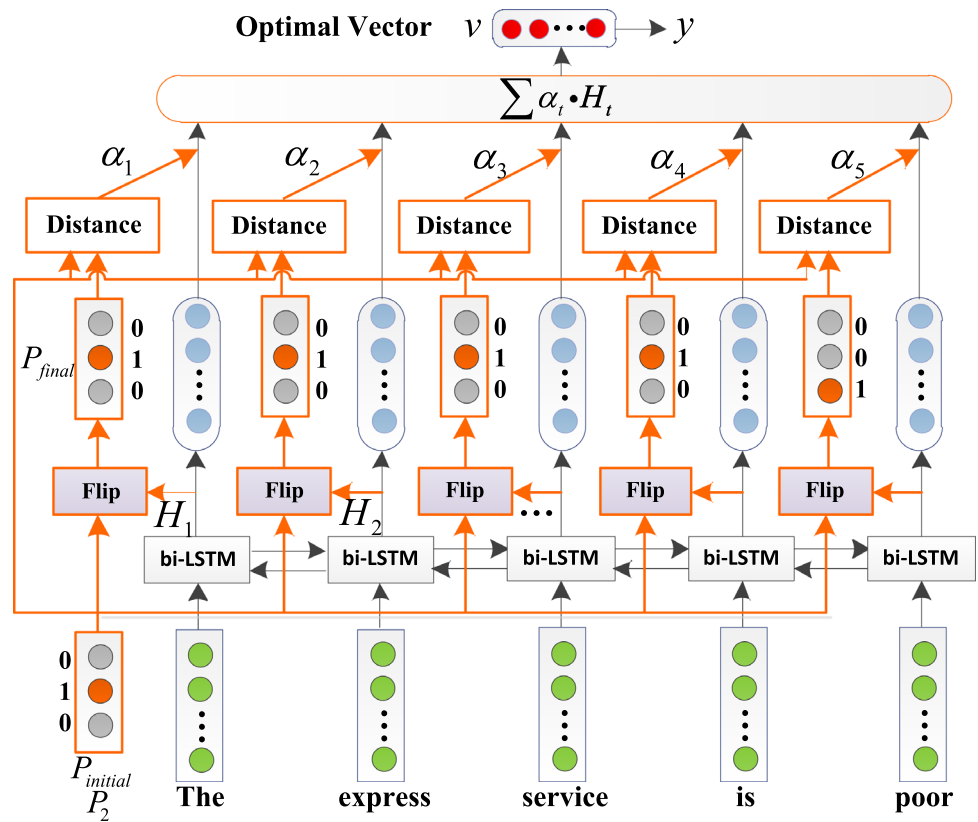 Optimal Vector v ••• y
∑ α_t • H_t
α_1 α_2 α_3 α_4 α_5
Distance Distance Distance Distance Distance
0 0 0 0 0
P_final 1 1 1 1 0
0 0 0 0 1
Flip Flip Flip Flip Flip
H_1 H_2 •••
bi-LSTM bi-LSTM bi-LSTM bi-LSTM bi-LSTM
0
1
0
P_initial
P_2 The express service is poor